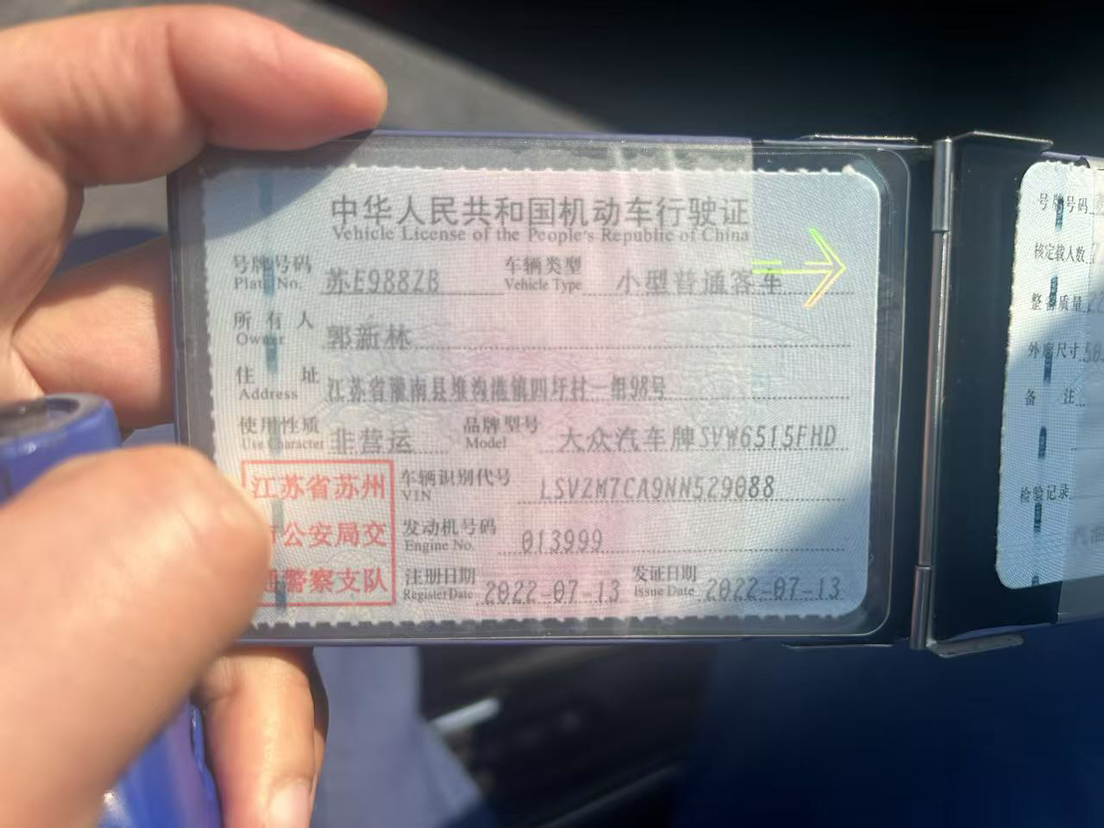 中华人民共和国机动车行驶证
Vehicle License of the People's Republic of China
号牌号码 苏E988ZB 车辆类型 小型普通客车
Plate No. Vehicle Type
所有人 郭新林
Owner
住址 江苏省灌南县堆沟港镇四圩村一组98号
Address
使用性质 非营运 品牌型号 大众汽车牌SVW6515FHD
Use Character Model
江苏省苏州 车辆识别代号 LSVZM7CA9NN529088
VIN
公安局交 发动机号码 013999
Engine No.
通警察支队 注册日期 2022-07-13 发证日期 2022-07-13
Register Date Issue Date
号牌号码
核定载人数
整备质量
外廓尺寸
备注
检验记录